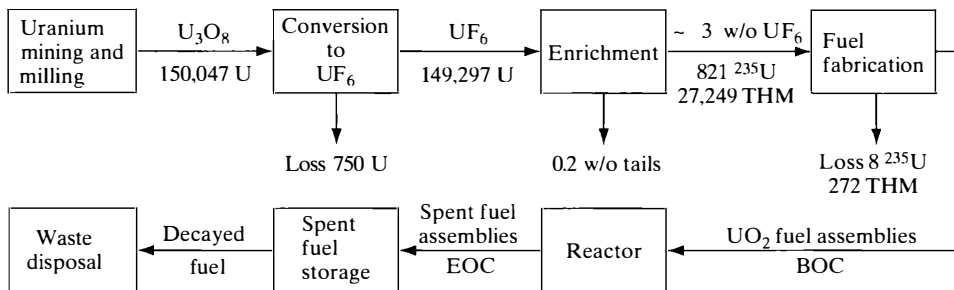 Uranium
mining and
milling
U₃O₈
150,047 U
Conversion
to
UF₆
UF₆
149,297 U
Enrichment
~ 3 w/o UF₆
821 ²³⁵U
27,249 THM
Fuel
fabrication
Loss 750 U
0.2 w/o tails
Loss 8 ²³⁵U
272 THM
Waste
disposal
Decayed
fuel
Spent
fuel
storage
Spent fuel
assemblies
EOC
Reactor
UO₂ fuel assemblies
BOC